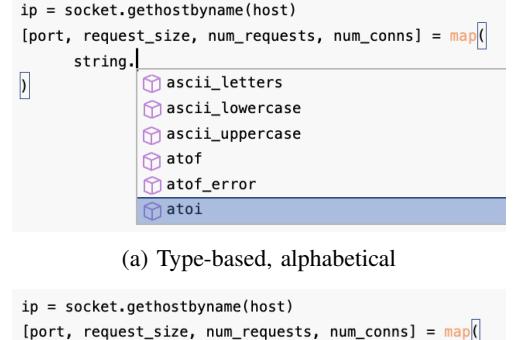 ip = socket.gethostbyname(host)
[port, request_size, num_requests, num_conns] = map(
string.
)
ascii_letters
ascii_lowercase
ascii_uppercase
atof
atof_error
atoi
(a) Type-based, alphabetical
ip = socket.gethostbyname(host)
[port, request_size, num_requests, num_conns] = map(